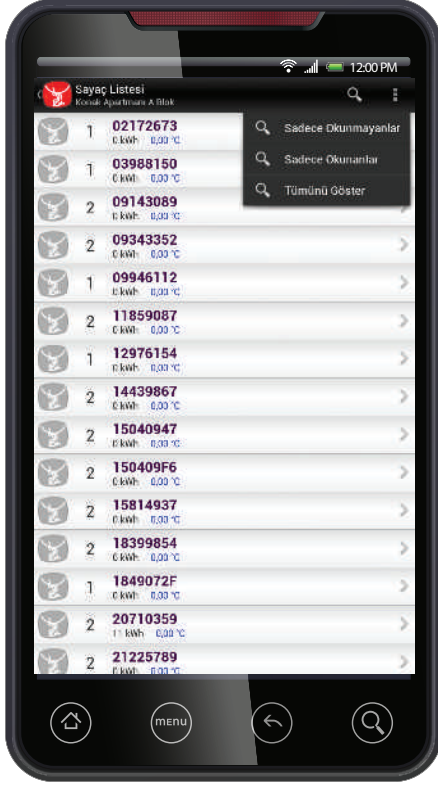 12:00 PM
Sayaç Listesi
Konak Apartmanı A Blok
Sadece Okunmayanlar
Sadece Okunanlar
Tümünü Göster
1 02172673
0 kWh 0,00 °C
1 03988150
0 kWh 0,00 °C
2 09143089
0 kWh 0,00 °C
2 09343352
0 kWh 0,00 °C
1 09946112
0 kWh 0,00 °C
2 11859087
0 kWh 0,00 °C
1 12976154
0 kWh 0,00 °C
2 14439867
0 kWh 0,00 °C
2 15040947
0 kWh 0,00 °C
2 150409F6
0 kWh 0,00 °C
2 15814937
0 kWh 0,00 °C
2 18399854
0 kWh 0,00 °C
1 1849072F
0 kWh 0,00 °C
2 20710359
11 kWh 0,00 °C
2 21225789
0 kWh 0,00 °C
menu